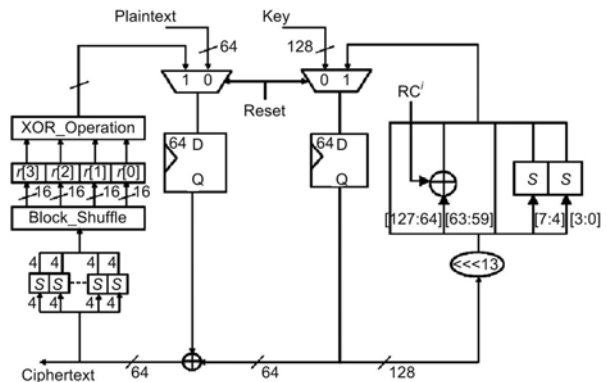 Plaintext
Key
64
128
1 0
0 1
Reset
RCⁱ
XOR_Operation
64 D
Q
64 D
Q
r[3] r[2] r[1] r[0]
16 16 16 16
S S
Block_Shuffle
[127:64] [63:59] [7:4] [3:0]
4 4 4 4
S S S S
4 4 4 4
<<<13
Ciphertext
64
64
128